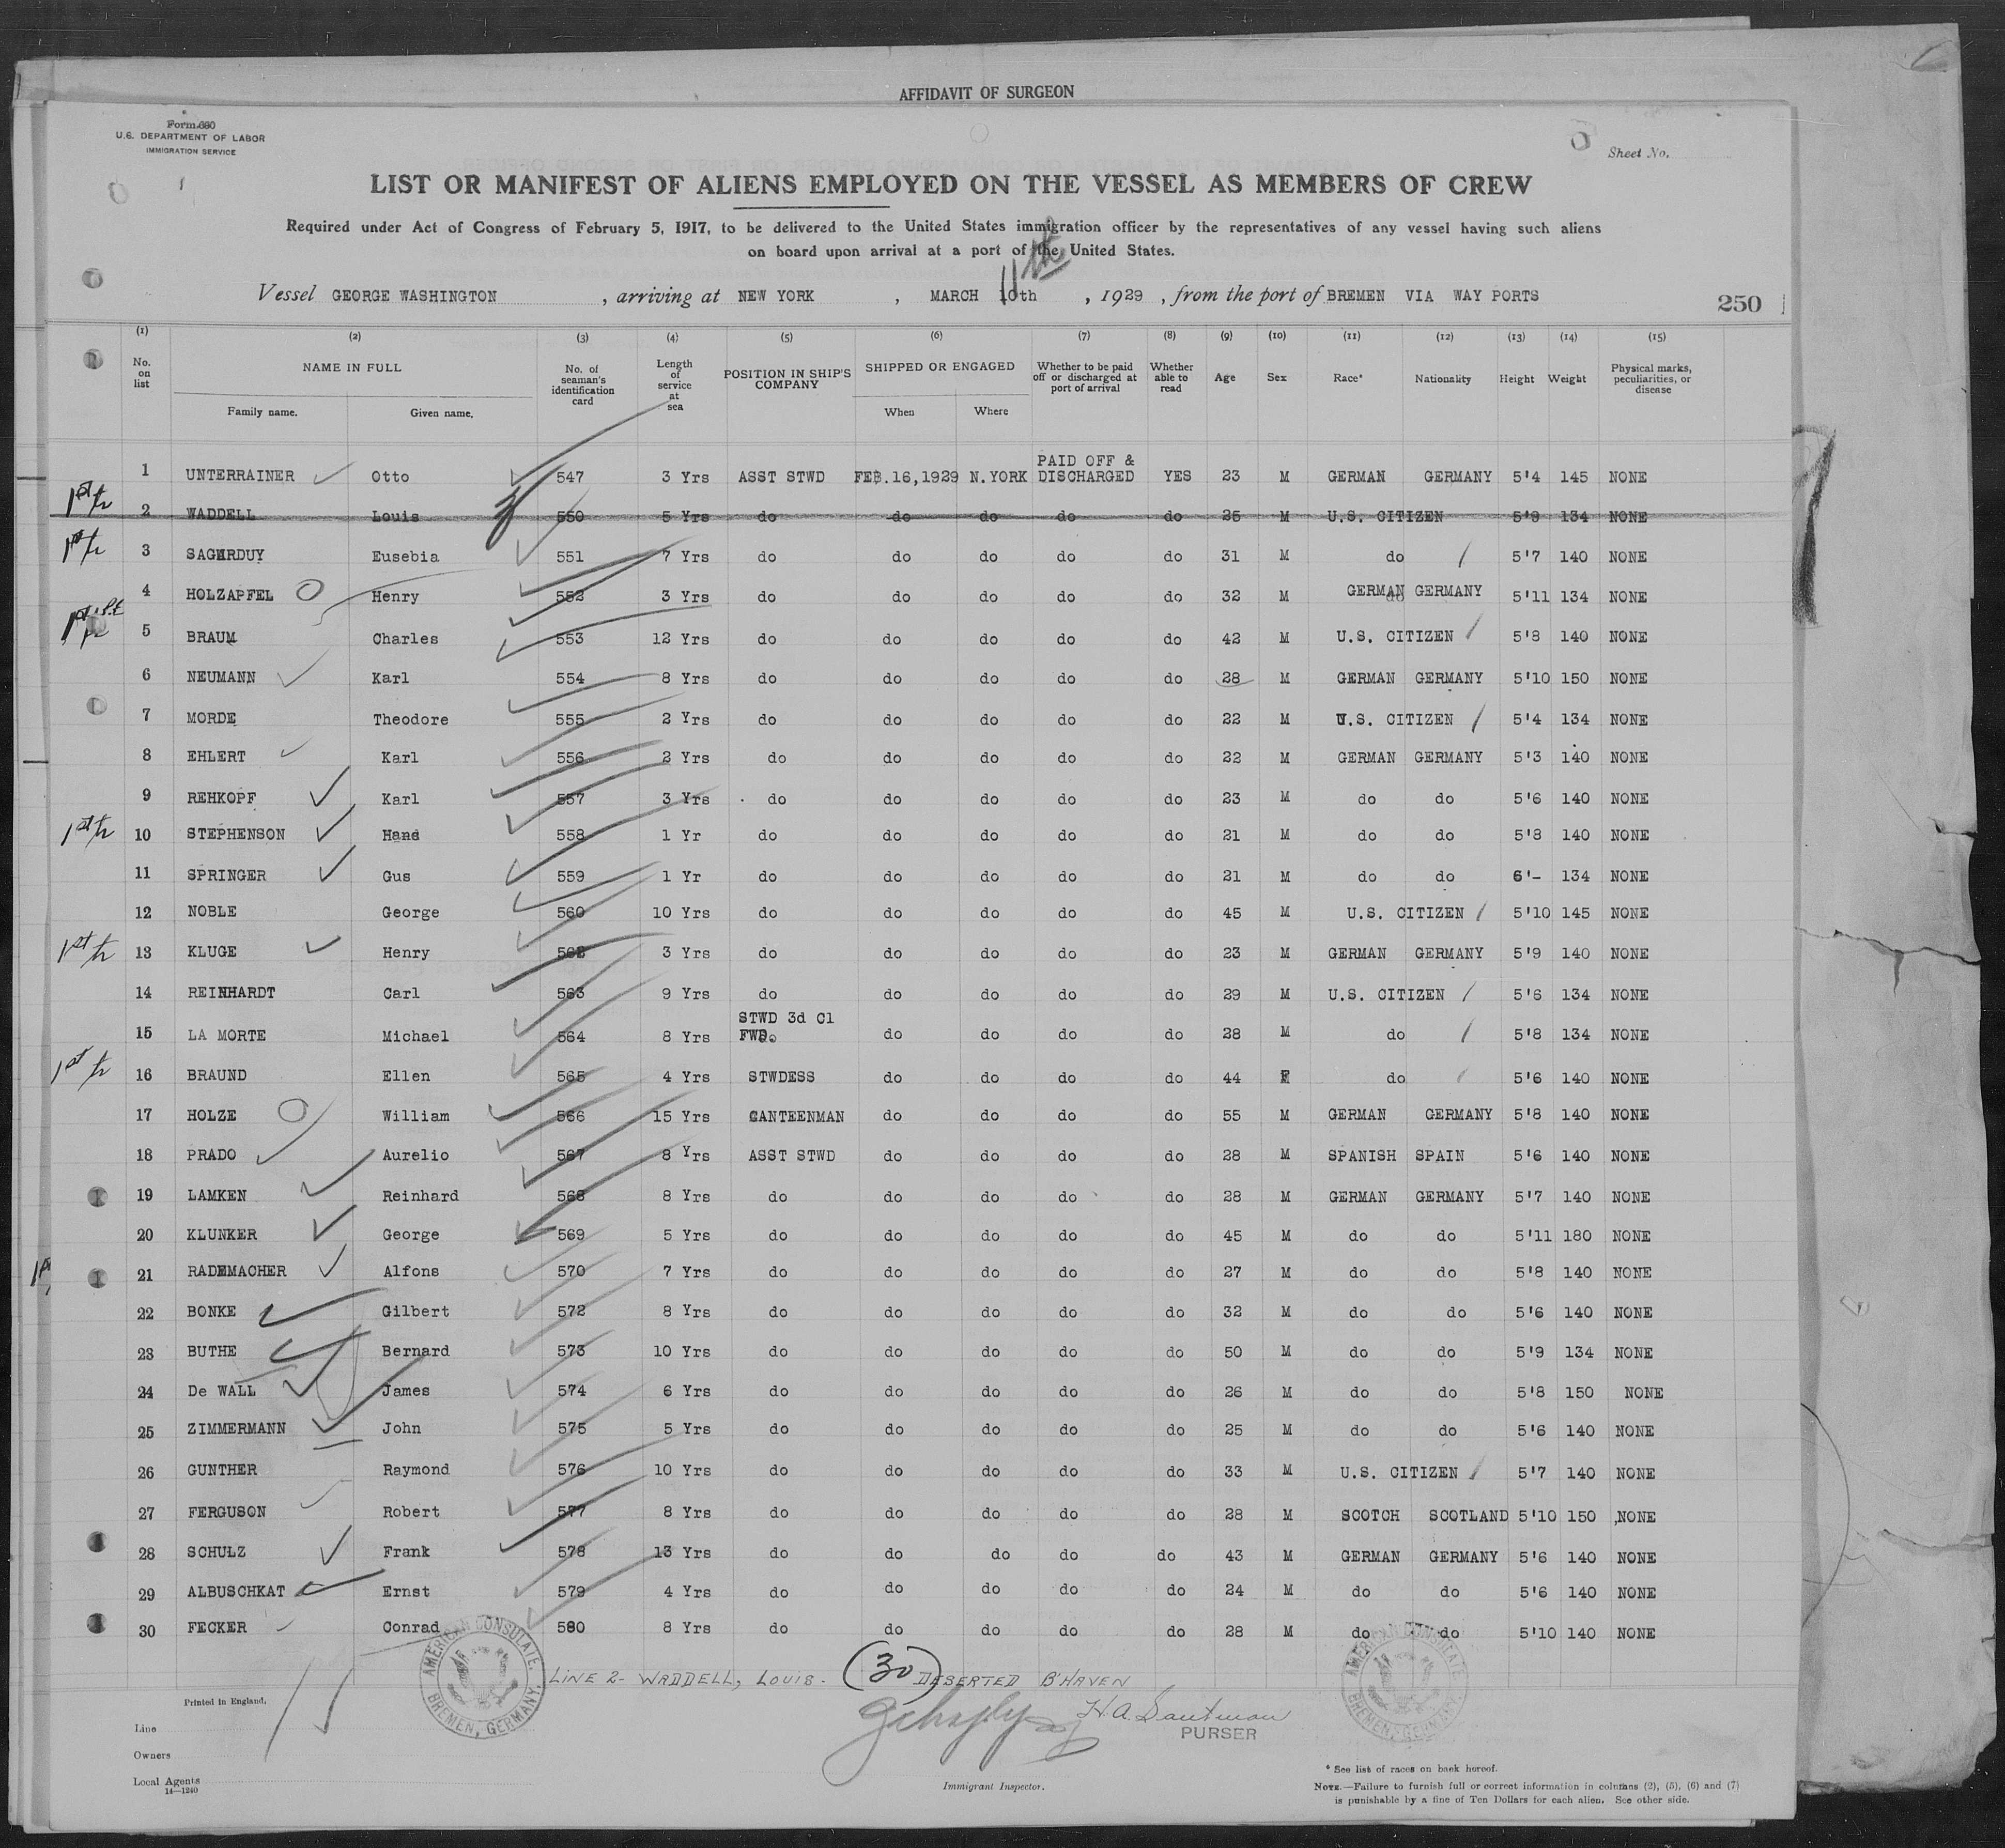 AFFIDAVIT OF SURGEON
Form 680
U.S. DEPARTMENT OF LABOR
IMMIGRATION SERVICE
Sheet No.
LIST OR MANIFEST OF ALIENS EMPLOYED ON THE VESSEL AS MEMBERS OF CREW
Required under Act of Congress of February 5, 1917, to be delivered to the United States immigration officer by the representatives of any vessel having such aliens
on board upon arrival at a port of the United States.
11th
Vessel GEORGE WASHINGTON, arriving at NEW YORK, MARCH 10th, 1929, from the port of BREMEN VIA WAY PORTS
250
(1) (2) (3) (4) (5) (6) (7) (8) (9) (10) (11) (12) (13) (14) (15)
No. on list NAME IN FULL Family name. Given name. No. of seaman's identification card Length of service at sea POSITION IN SHIP'S COMPANY SHIPPED OR ENGAGED When Where Whether to be paid off or discharged at port of arrival Whether able to read Age Sex Race* Nationality Height Weight Physical marks, peculiarities, or disease
1 UNTERRAINER Otto 547 3 Yrs ASST STWD FEB.16,1929 N.YORK PAID OFF & DISCHARGED YES 23 M GERMAN GERMANY 5'4 145 NONE
1st tr 2 WADDELL Louis 550 5 Yrs do do do do do 25 M U.S. CITIZEN 5'9 134 NONE
1st tr 3 SAGARDUY Eusebia 551 7 Yrs do do do do do 31 M do 5'7 140 NONE
4 HOLZAPFEL Henry 552 3 Yrs do do do do do 32 M GERMAN GERMANY 5'11 134 NONE
5 BRAUM Charles 553 12 Yrs do do do do do 42 M U.S. CITIZEN 5'8 140 NONE
6 NEUMANN Karl 554 8 Yrs do do do do do 28 M GERMAN GERMANY 5'10 150 NONE
7 MORDE Theodore 555 2 Yrs do do do do do 22 M U.S. CITIZEN 5'4 134 NONE
8 EHLERT Karl 556 2 Yrs do do do do do 22 M GERMAN GERMANY 5'3 140 NONE
9 REHKOPF Karl 557 3 Yrs do do do do do 23 M do do 5'6 140 NONE
1st tr 10 STEPHENSON Hans 558 1 Yr do do do do do 21 M do do 5'8 140 NONE
11 SPRINGER Gus 559 1 Yr do do do do do 21 M do do 6'- 134 NONE
12 NOBLE George 560 10 Yrs do do do do do 45 M U.S. CITIZEN 5'10 145 NONE
1st tr 13 KLUGE Henry 562 3 Yrs do do do do do 23 M GERMAN GERMANY 5'9 140 NONE
14 REINHARDT Carl 563 9 Yrs do do do do do 29 M U.S. CITIZEN 5'6 134 NONE
15 LA MORTE Michael 564 8 Yrs STWD 3d Cl FWD. do do do do 28 M do 5'8 134 NONE
1st tr 16 BRAUND Ellen 565 4 Yrs STWDESS do do do do 44 F do 5'6 140 NONE
17 HOLZE William 566 15 Yrs CANTEENMAN do do do do 55 M GERMAN GERMANY 5'8 140 NONE
18 PRADO Aurelio 567 8 Yrs ASST STWD do do do do 28 M SPANISH SPAIN 5'6 140 NONE
19 LAMKEN Reinhard 568 8 Yrs do do do do do 28 M GERMAN GERMANY 5'7 140 NONE
20 KLUNKER George 569 5 Yrs do do do do do 45 M do do 5'11 180 NONE
21 RADEMACHER Alfons 570 7 Yrs do do do do do 27 M do do 5'8 140 NONE
22 BONKE Gilbert 572 8 Yrs do do do do do 32 M do do 5'6 140 NONE
23 BUTHE Bernard 573 10 Yrs do do do do do 50 M do do 5'9 134 NONE
24 De WALL James 574 6 Yrs do do do do do 26 M do do 5'8 150 NONE
25 ZIMMERMANN John 575 5 Yrs do do do do do 25 M do do 5'6 140 NONE
26 GUNTHER Raymond 576 10 Yrs do do do do do 33 M U.S. CITIZEN 5'7 140 NONE
27 FERGUSON Robert 577 8 Yrs do do do do do 28 M SCOTCH SCOTLAND 5'10 150 NONE
28 SCHULZ Frank 578 13 Yrs do do do do do 43 M GERMAN GERMANY 5'6 140 NONE
29 ALBUSCHKAT Ernst 579 4 Yrs do do do do do 24 M do do 5'6 140 NONE
30 FECKER Conrad 580 8 Yrs do do do do do 28 M do do 5'10 140 NONE
AMERICAN CONSULATE. BREMEN, GERMANY.
LINE 2- WADDELL, LOUIS. (30) DESERTED B'HAVEN
AMERICAN CONSULATE BREMEN, GERMANY.
Printed in England.
PURSER
Line
Owners
Local Agents
14—1240
Immigrant Inspector.
* See list of races on back hereof.
NOTE.—Failure to furnish full or correct information in columns (2), (5), (6) and (7)
is punishable by a fine of Ten Dollars for each alien. See other side.